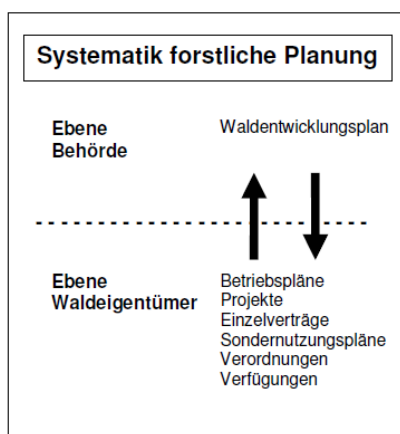 Systematik forstliche Planung
Ebene Behörde
Waldentwicklungsplan
Ebene Waldeigentümer
Betriebspläne
Projekte
Einzelverträge
Sondernutzungspläne
Verordnungen
Verfügungen